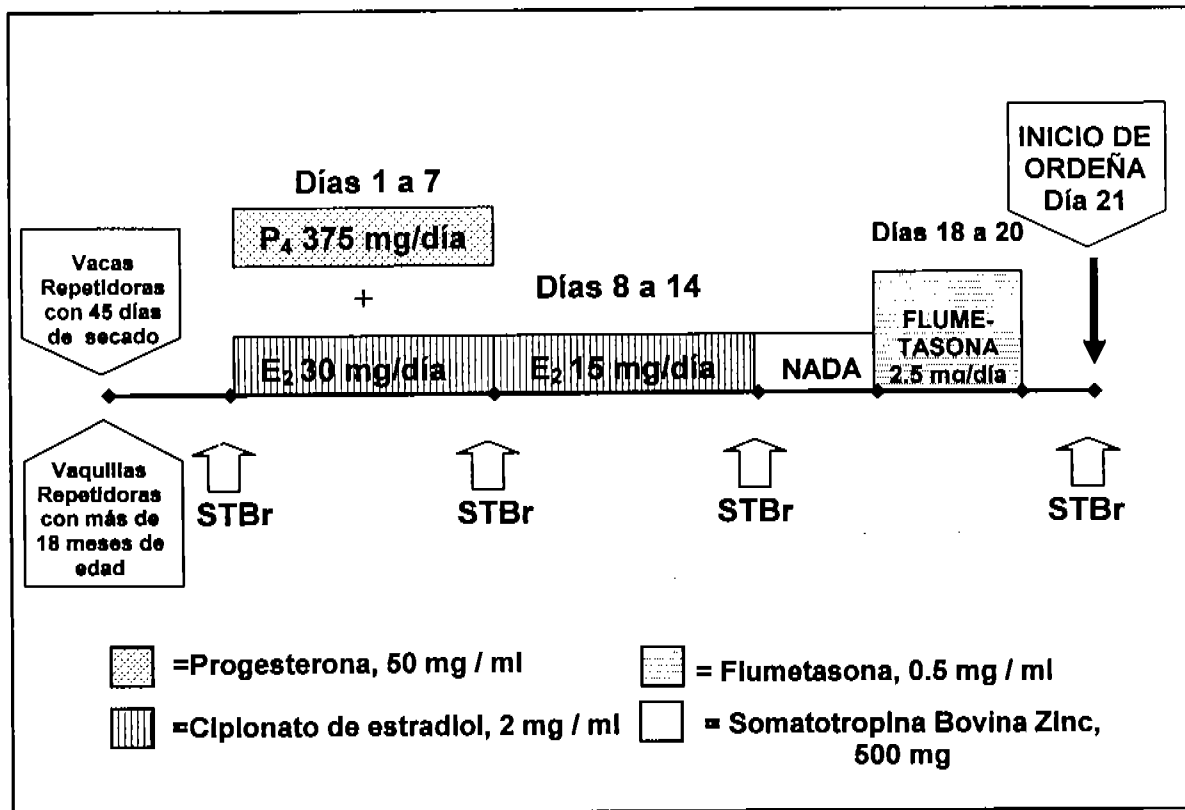 INICIO DE
ORDEÑA
Día 21
Días 1 a 7
P₄ 375 mg/día
Días 18 a 20
Vacas
Repetidoras
con 45 días
de secado
+
Días 8 a 14
FLUME-
TASONA
2.5 mg/día
E₂ 30 mg/día
E₂ 15 mg/día
NADA
Vaquillas
Repetidoras
con más de
18 meses de
edad
STBr
STBr
STBr
STBr
=Progesterona, 50 mg / ml
= Flumetasona, 0.5 mg / ml
=Cipionato de estradiol, 2 mg / ml
= Somatotropina Bovina Zinc,
500 mg